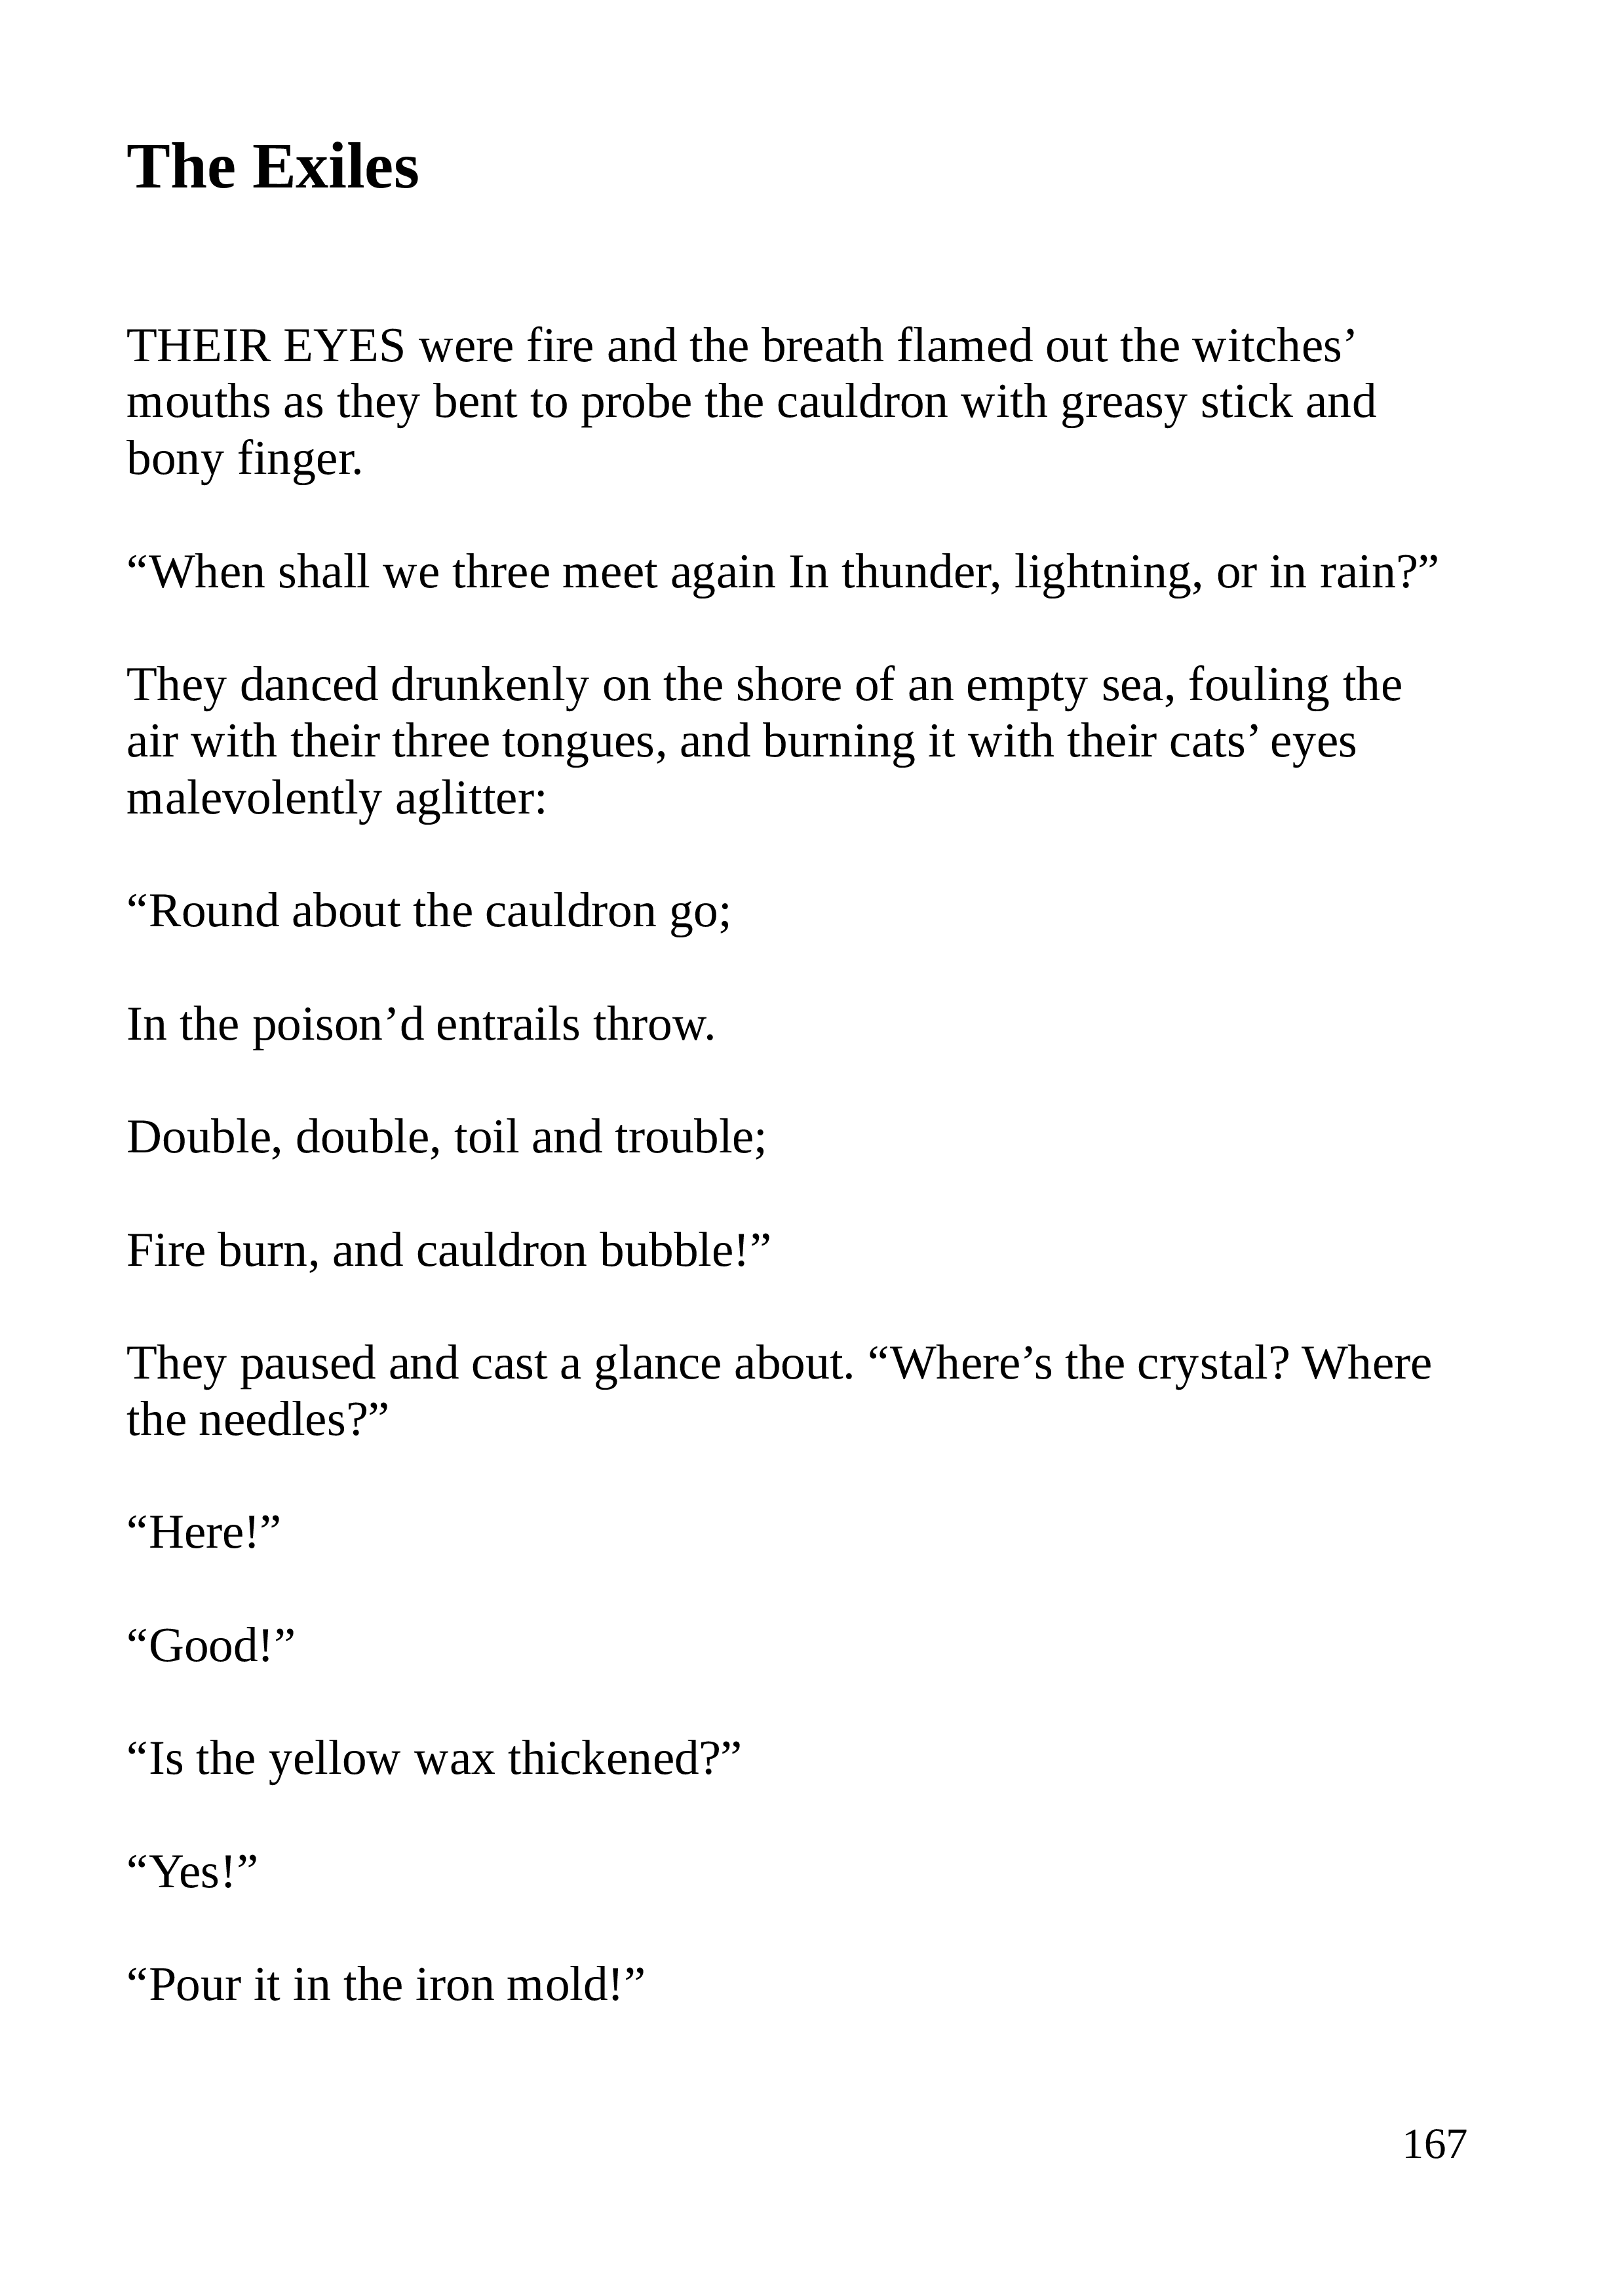 The Exiles
THEIR EYES were fire and the breath flamed out the witches’
mouths as they bent to probe the cauldron with greasy stick and
bony finger.
“When shall we three meet again In thunder, lightning, or in rain?”
They danced drunkenly on the shore of an empty sea, fouling the
air with their three tongues, and burning it with their cats’ eyes
malevolently aglitter:
“Round about the cauldron go;
In the poison’d entrails throw.
Double, double, toil and trouble;
Fire burn, and cauldron bubble!”
They paused and cast a glance about. “Where’s the crystal? Where
the needles?”
“Here!”
“Good!”
“Is the yellow wax thickened?”
“Yes!”
“Pour it in the iron mold!”
167